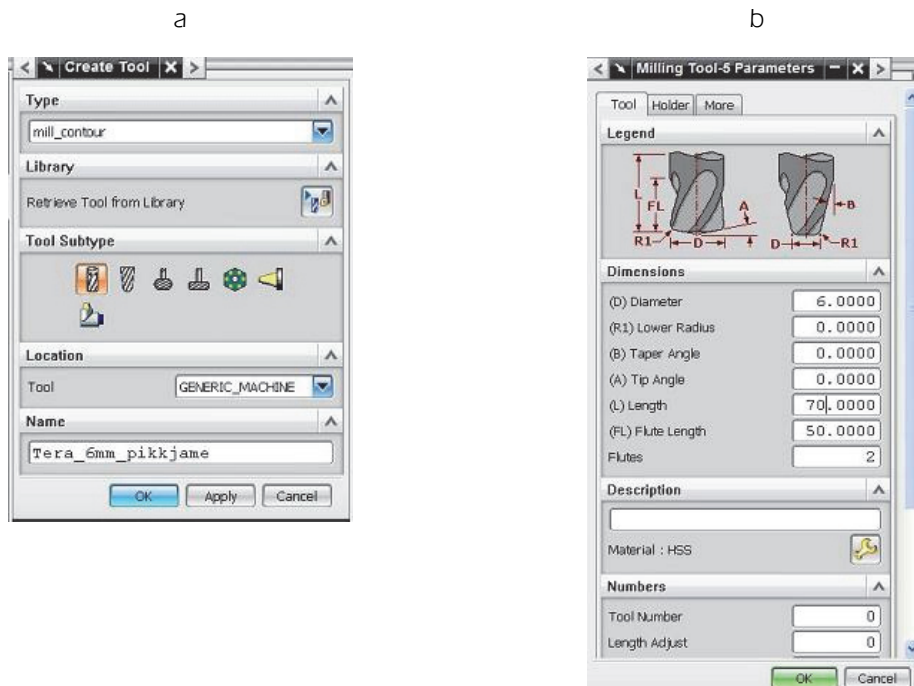 a
b
Create Tool
Type
mill_contour
Library
Retrieve Tool from Library
Tool Subtype
Location
Tool GENERIC_MACHINE
Name
Tera_6mm_pikkjame
OK Apply Cancel
Milling Tool-5 Parameters
Tool Holder More
Legend
L
FL
A
B
R1 D D R1
Dimensions
(D) Diameter 6.0000
(R1) Lower Radius 0.0000
(B) Taper Angle 0.0000
(A) Tip Angle 0.0000
(L) Length 70.0000
(FL) Flute Length 50.0000
Flutes 2
Description
Material : HSS
Numbers
Tool Number 0
Length Adjust 0
OK Cancel